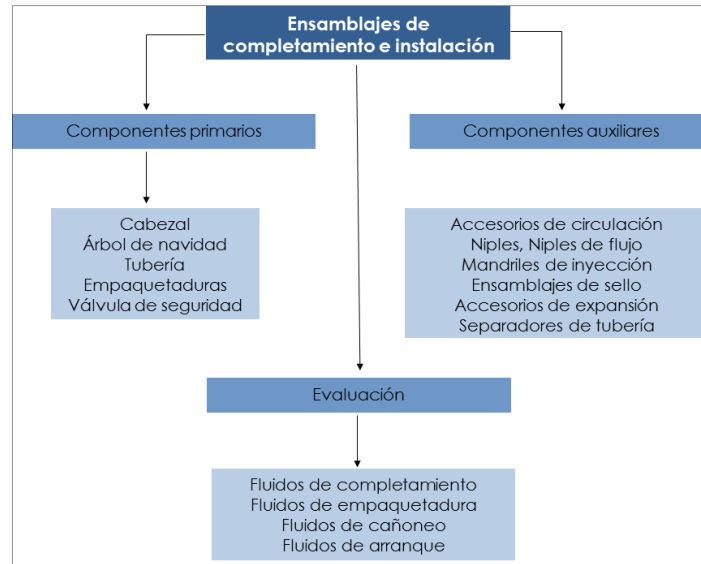 Ensamblajes de
completamiento e instalación
Componentes primarios
Componentes auxiliares
Cabezal
Árbol de navidad
Tubería
Empaquetaduras
Válvula de seguridad
Accesorios de circulación
Niples, Niples de flujo
Mandriles de inyección
Ensamblajes de sello
Accesorios de expansión
Separadores de tubería
Evaluación
Fluidos de completamiento
Fluidos de empaquetadura
Fluidos de cañoneo
Fluidos de arranque